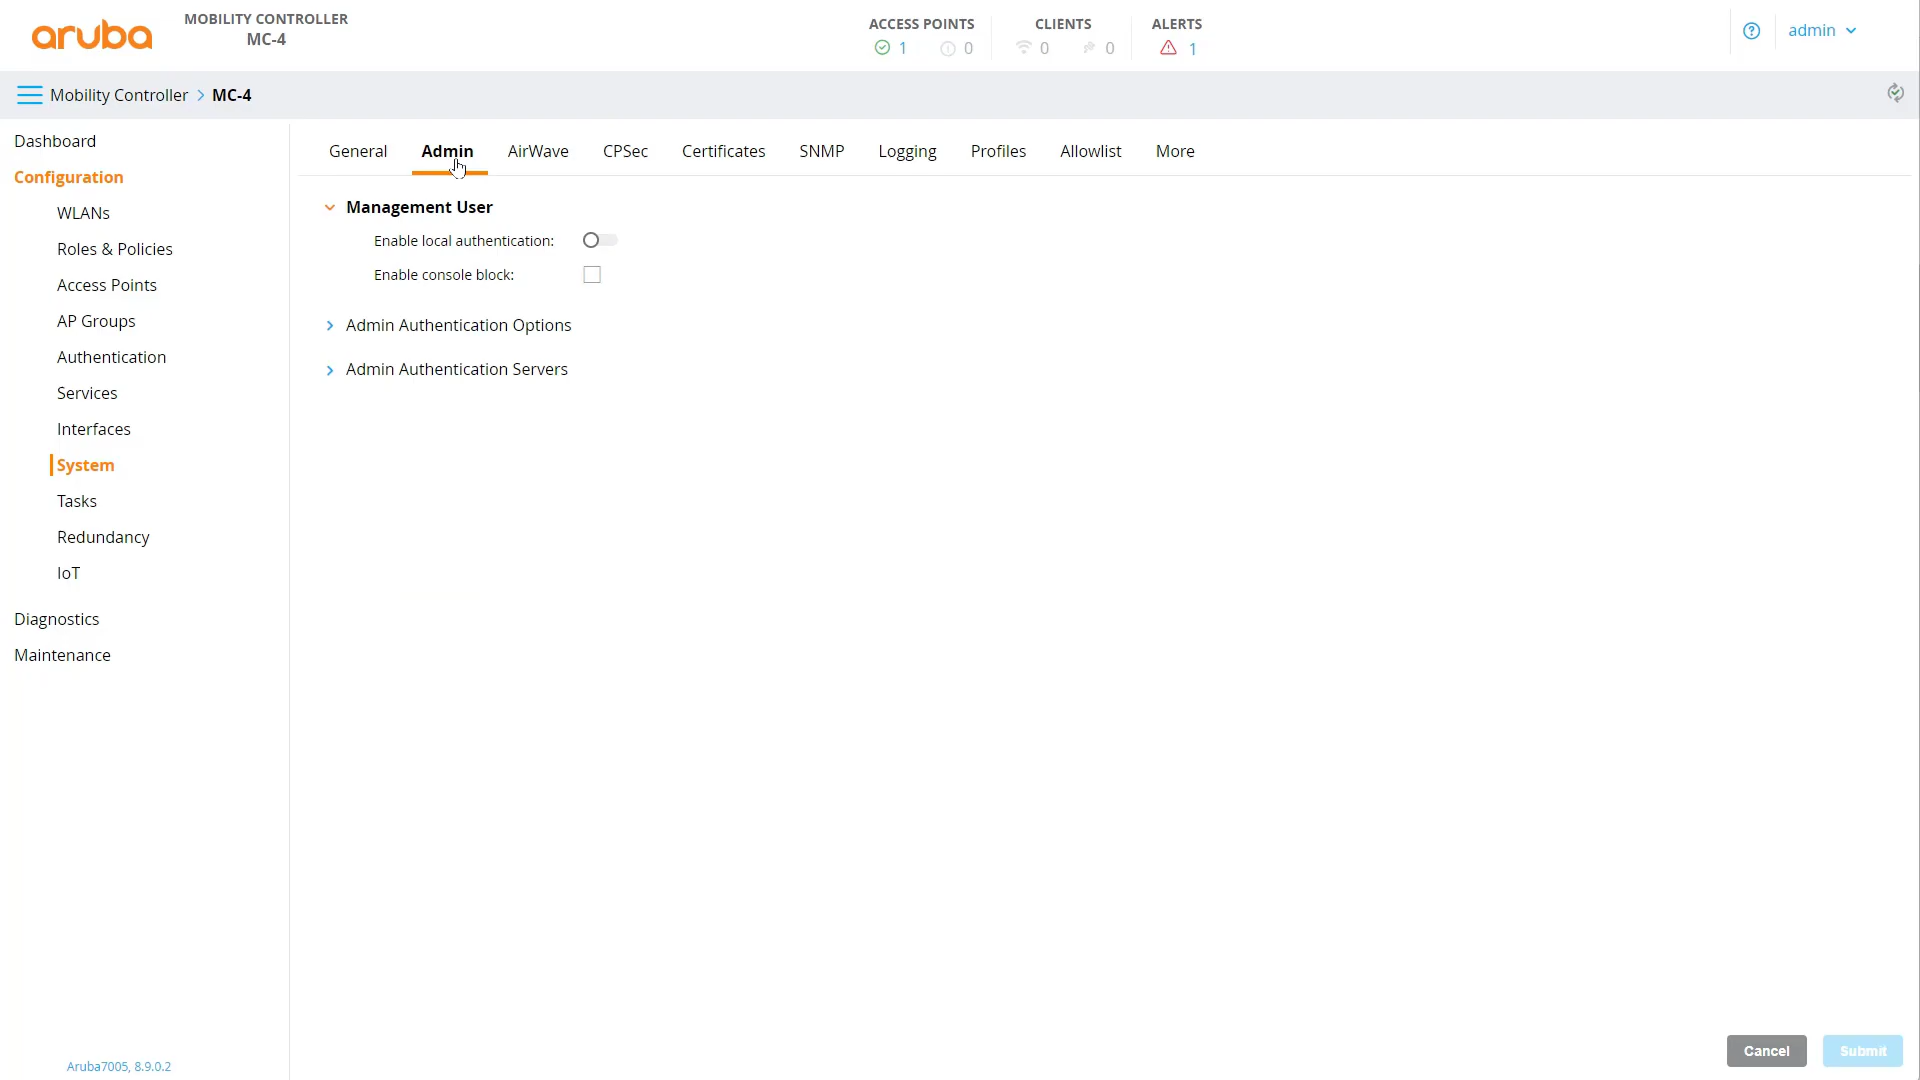 aruba
MOBILITY CONTROLLER
MC-4
ACCESS POINTS
1 0
CLIENTS
0 0
ALERTS
1
admin
Mobility Controller > MC-4
Dashboard
Configuration
WLANs
Roles & Policies
Access Points
AP Groups
Authentication
Services
Interfaces
System
Tasks
Redundancy
IoT
Diagnostics
Maintenance
Aruba7005, 8.9.0.2
General Admin AirWave CPSec Certificates SNMP Logging Profiles Allowlist More
Management User
Enable local authentication:
Enable console block:
Admin Authentication Options
Admin Authentication Servers
Cancel Submit